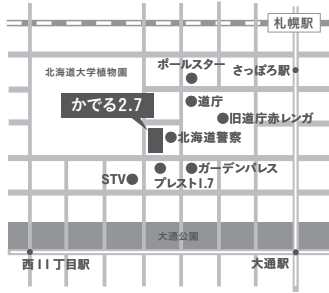 札幌駅
ポールスター
北海道大学植物園
さっぽろ駅
かでる2.7
道庁
旧道庁赤レンガ
北海道警察
ガーデンパレス
STV
プレスト1.7
大通公園
西11丁目駅
大通駅